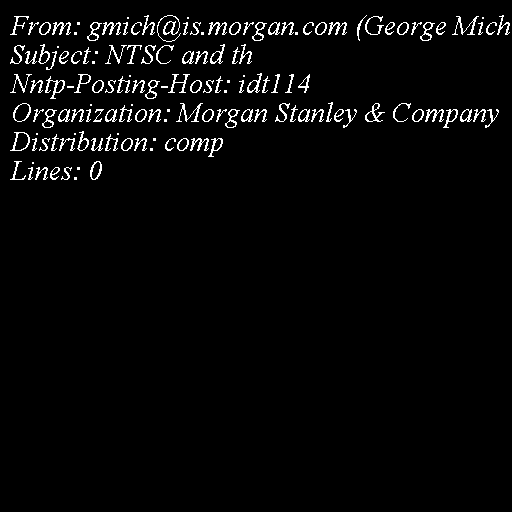 From: gmich@is.morgan.com (George Mich
Subject: NTSC and th
Nntp-Posting-Host: idt114
Organization: Morgan Stanley & Company
Distribution: comp
Lines: 0